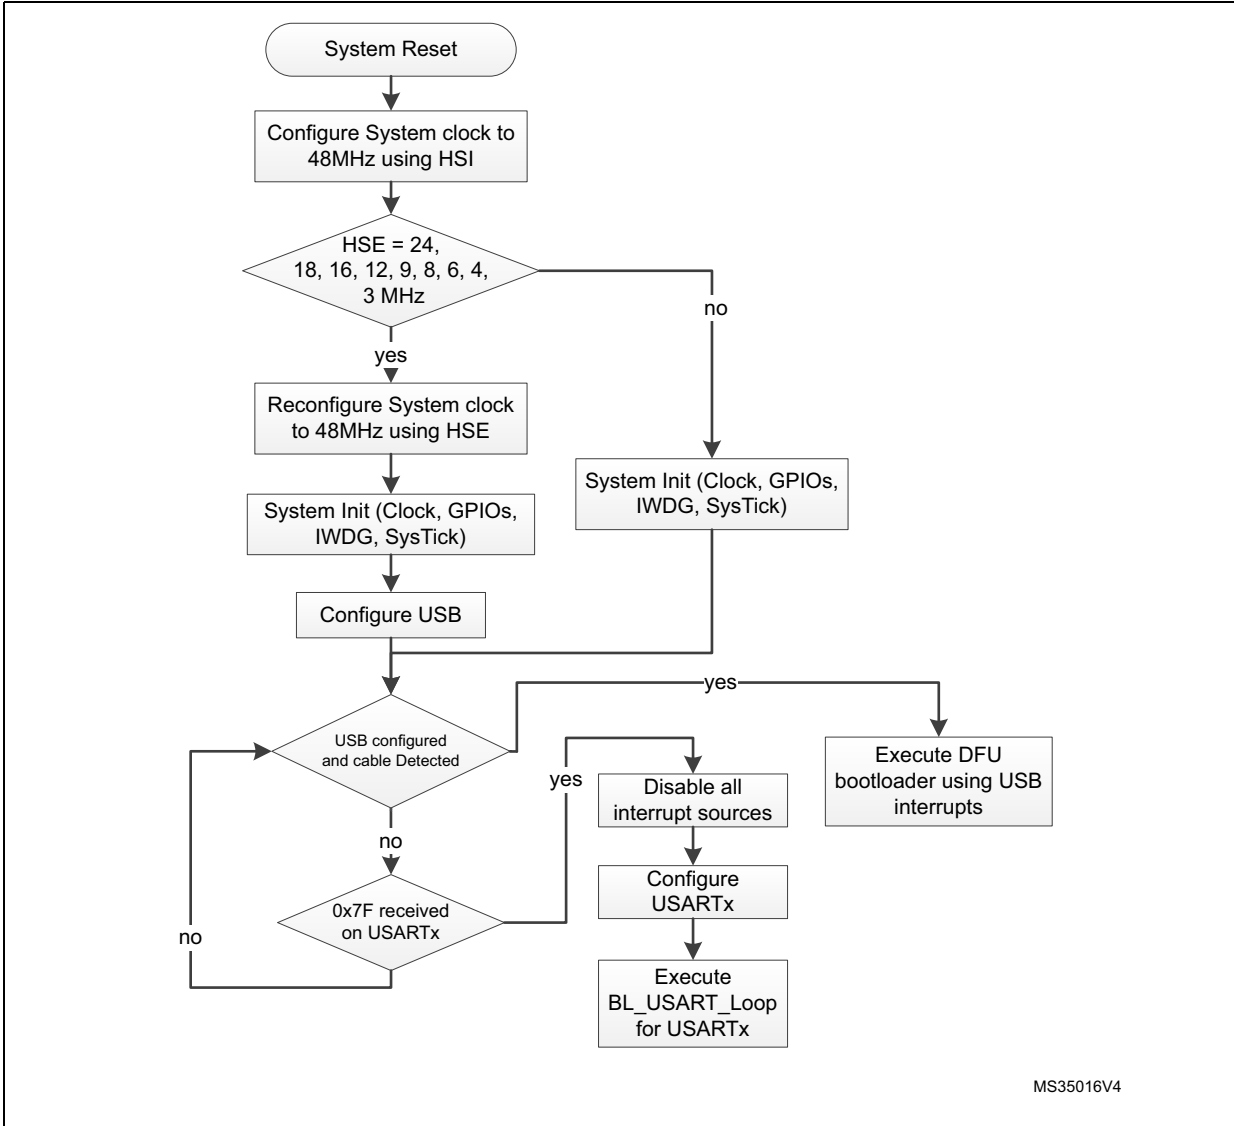 System Reset
Configure System clock to
48MHz using HSI
HSE = 24,
18, 16, 12, 9, 8, 6, 4,
3 MHz
no
yes
Reconfigure System clock
to 48MHz using HSE
System Init (Clock, GPIOs,
IWDG, SysTick)
System Init (Clock, GPIOs,
IWDG, SysTick)
Configure USB
yes
USB configured
and cable Detected
Execute DFU
bootloader using USB
interrupts
yes
Disable all
interrupt sources
no
Configure
USARTx
0x7F received
on USARTx
no
Execute
BL_USART_Loop
for USARTx
MS35016V4